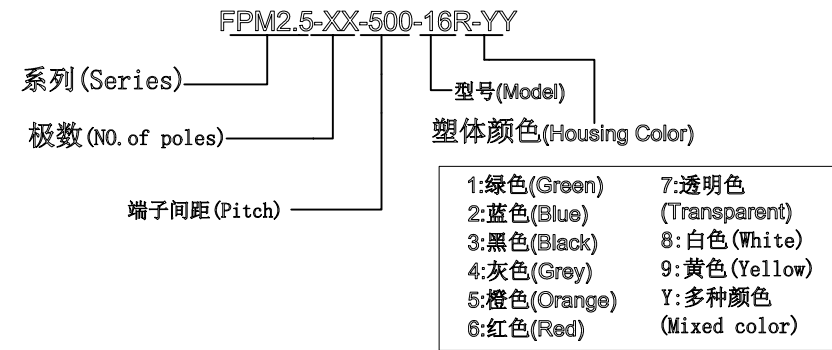 FPM2.5-XX-500-16R-YY
系列(Series)
型号(Model)
极数(NO.of poles)
塑体颜色(Housing Color)
端子间距(Pitch)
1:绿色(Green)
2:蓝色(Blue)
3:黑色(Black)
4:灰色(Grey)
5:橙色(Orange)
6:红色(Red)
7:透明色
(Transparent)
8:白色(White)
9:黄色(Yellow)
Y:多种颜色
(Mixed color)